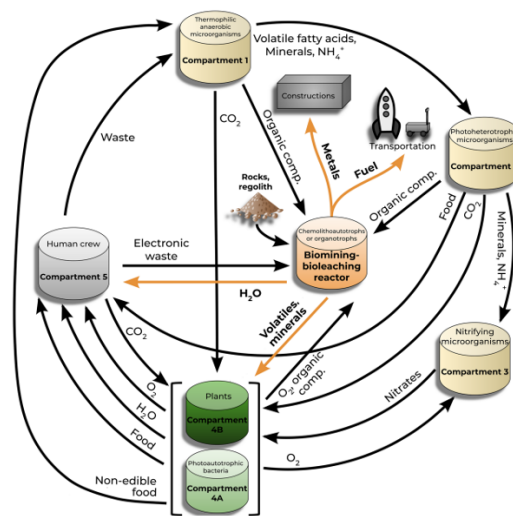 Thermophilic
anaerobic microorganisms
Compartment 1
Volatile fatty acids,
Minerals, NH₄⁺
Constructions
Transportation
Photoheterotrophic
microorganisms
Compartment
Waste
CO₂
Organic comp.
Metals
Fuel
Rocks,
regolith
Organic comp.
Food
CO₂
Minerals, NH₄⁺
Chemolithoautotrophs
or organotrophs
Biomining-
bioleaching
reactor
Human crew
Compartment 5
Electronic
waste
H₂O
Volatiles,
minerals
O₂, organic
comp.
Nitrifying
microorganisms
Compartment 3
CO₂
O₂
H₂O
Food
Non-edible
food
Plants
Compartment
4B
Photoautotrophic
bacteria
Compartment
4A
Nitrates
O₂